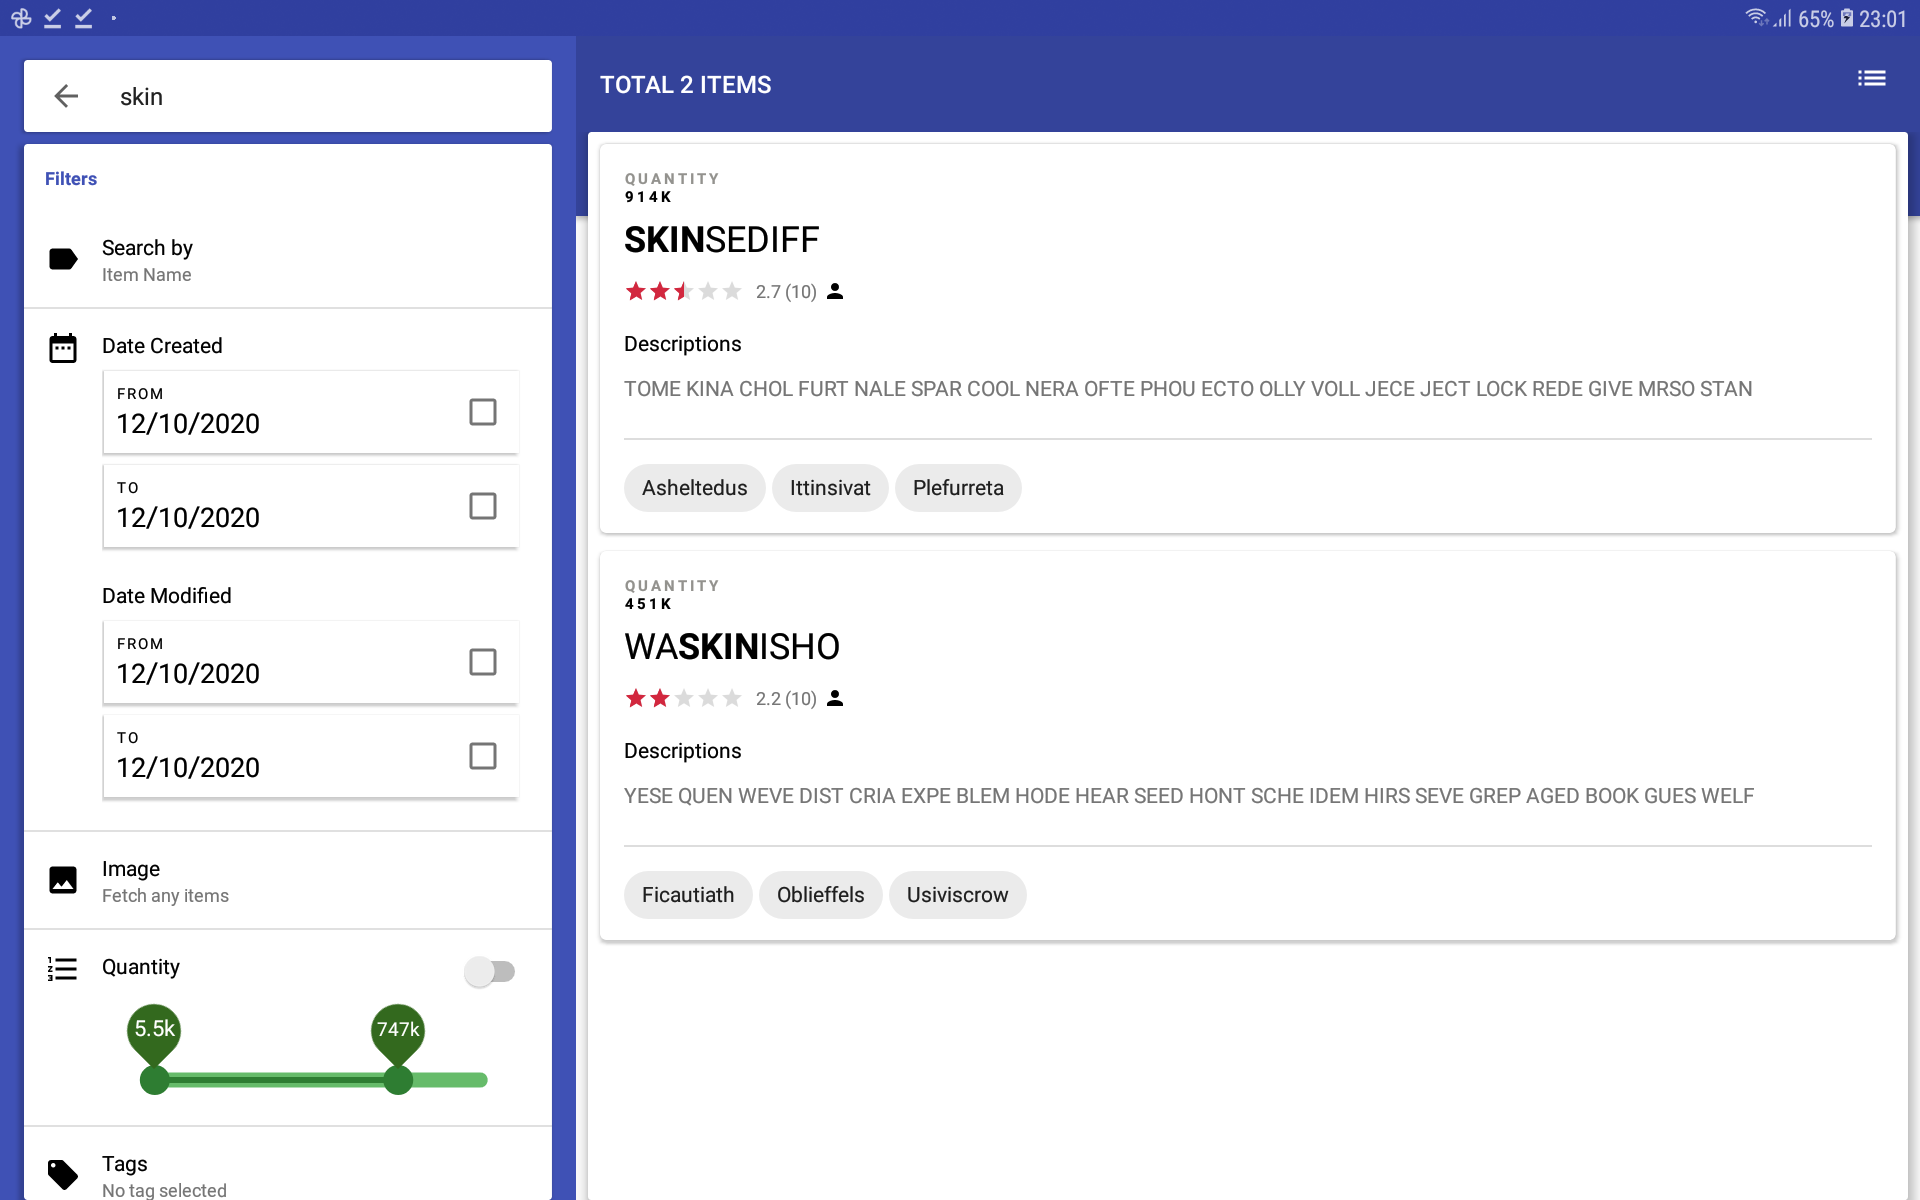 65% 23:01
skin
Filters
Search by
Item Name
Date Created
FROM
12/10/2020
TO
12/10/2020
Date Modified
FROM
12/10/2020
TO
12/10/2020
Image
Fetch any items
Quantity
5.5k 747k
Tags
No tag selected
TOTAL 2 ITEMS
QUANTITY
914K
SKINSEDIFF
2.7 (10)
Descriptions
TOME KINA CHOL FURT NALE SPAR COOL NERA OFTE PHOU ECTO OLLY VOLL JECE JECT LOCK REDE GIVE MRSO STAN
Asheltedus Ittinsivat Plefurreta
QUANTITY
451K
WASKINISHO
2.2 (10)
Descriptions
YESE QUEN WEVE DIST CRIA EXPE BLEM HODE HEAR SEED HONT SCHE IDEM HIRS SEVE GREP AGED BOOK GUES WELF
Ficautiath Oblieffels Usiviscrow